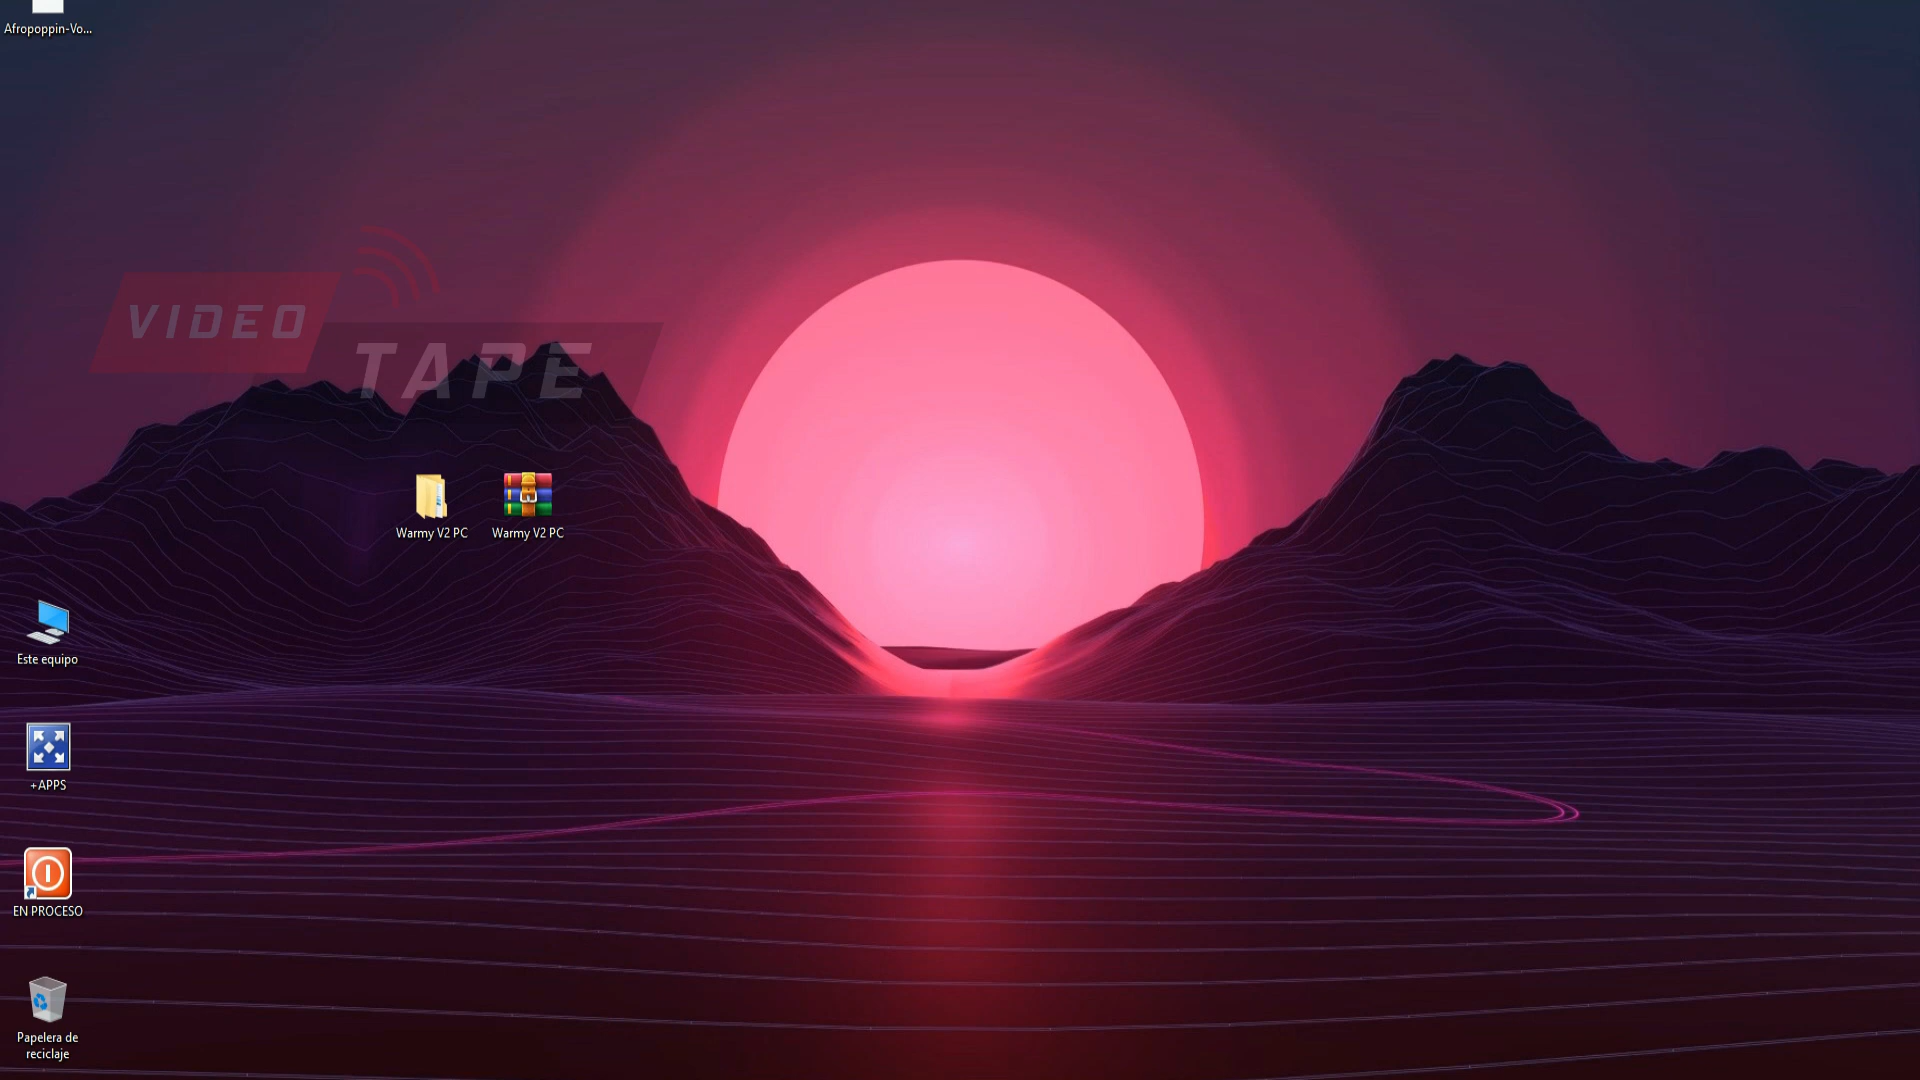 Afropoppin-Vo...
VIDEO
TAPE
Warmy V2 PC
Warmy V2 PC
Este equipo
+APPS
EN PROCESO
Papelera de
reciclaje